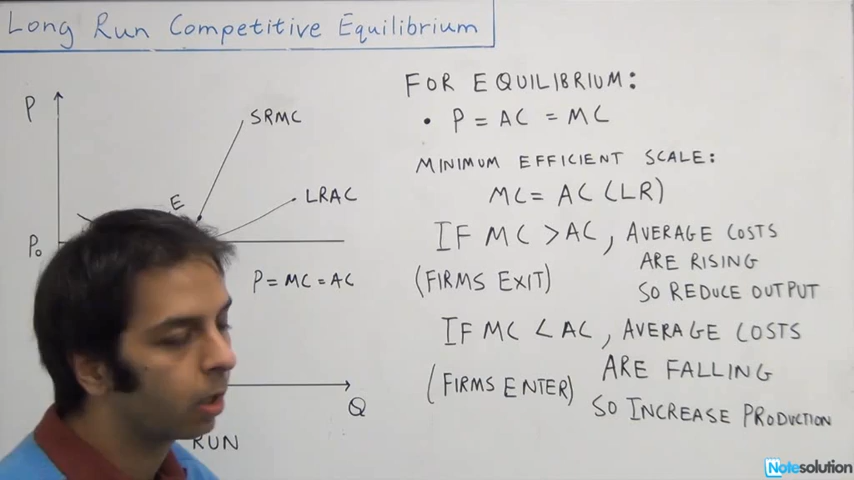 Long Run Competitive Equilibrium
P
SRMC
E
LRAC
P₀
P = MC = AC
Q
RUN
FOR EQUILIBRIUM:
• P = AC = MC
MINIMUM EFFICIENT SCALE:
MC = AC (LR)
IF MC > AC, AVERAGE COSTS
ARE RISING
(FIRMS EXIT)
SO REDUCE OUTPUT
IF MC < AC, AVERAGE COSTS
ARE FALLING
(FIRMS ENTER)
SO INCREASE PRODUCTION
Notesolution